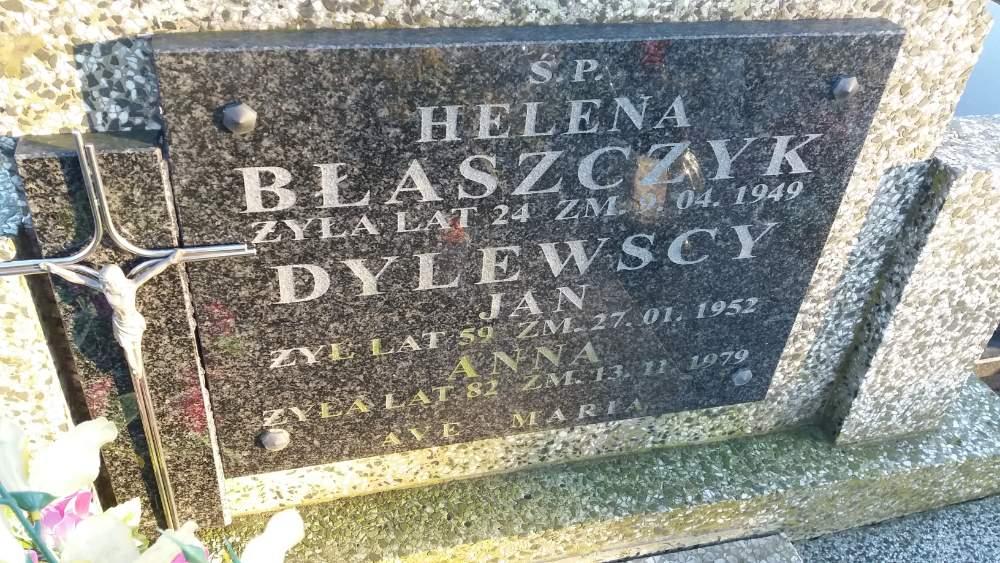 Ś.P.
HELENA
BŁASZCZYK
ŻYŁA LAT 24 ZM. 9. 04. 1949
DYLEWSCY
JAN
ŻYŁ LAT 59 ZM. 27. 01. 1952
ANNA
ŻYŁA LAT 82 ZM. 13. 11. 1979
AVE MARIA